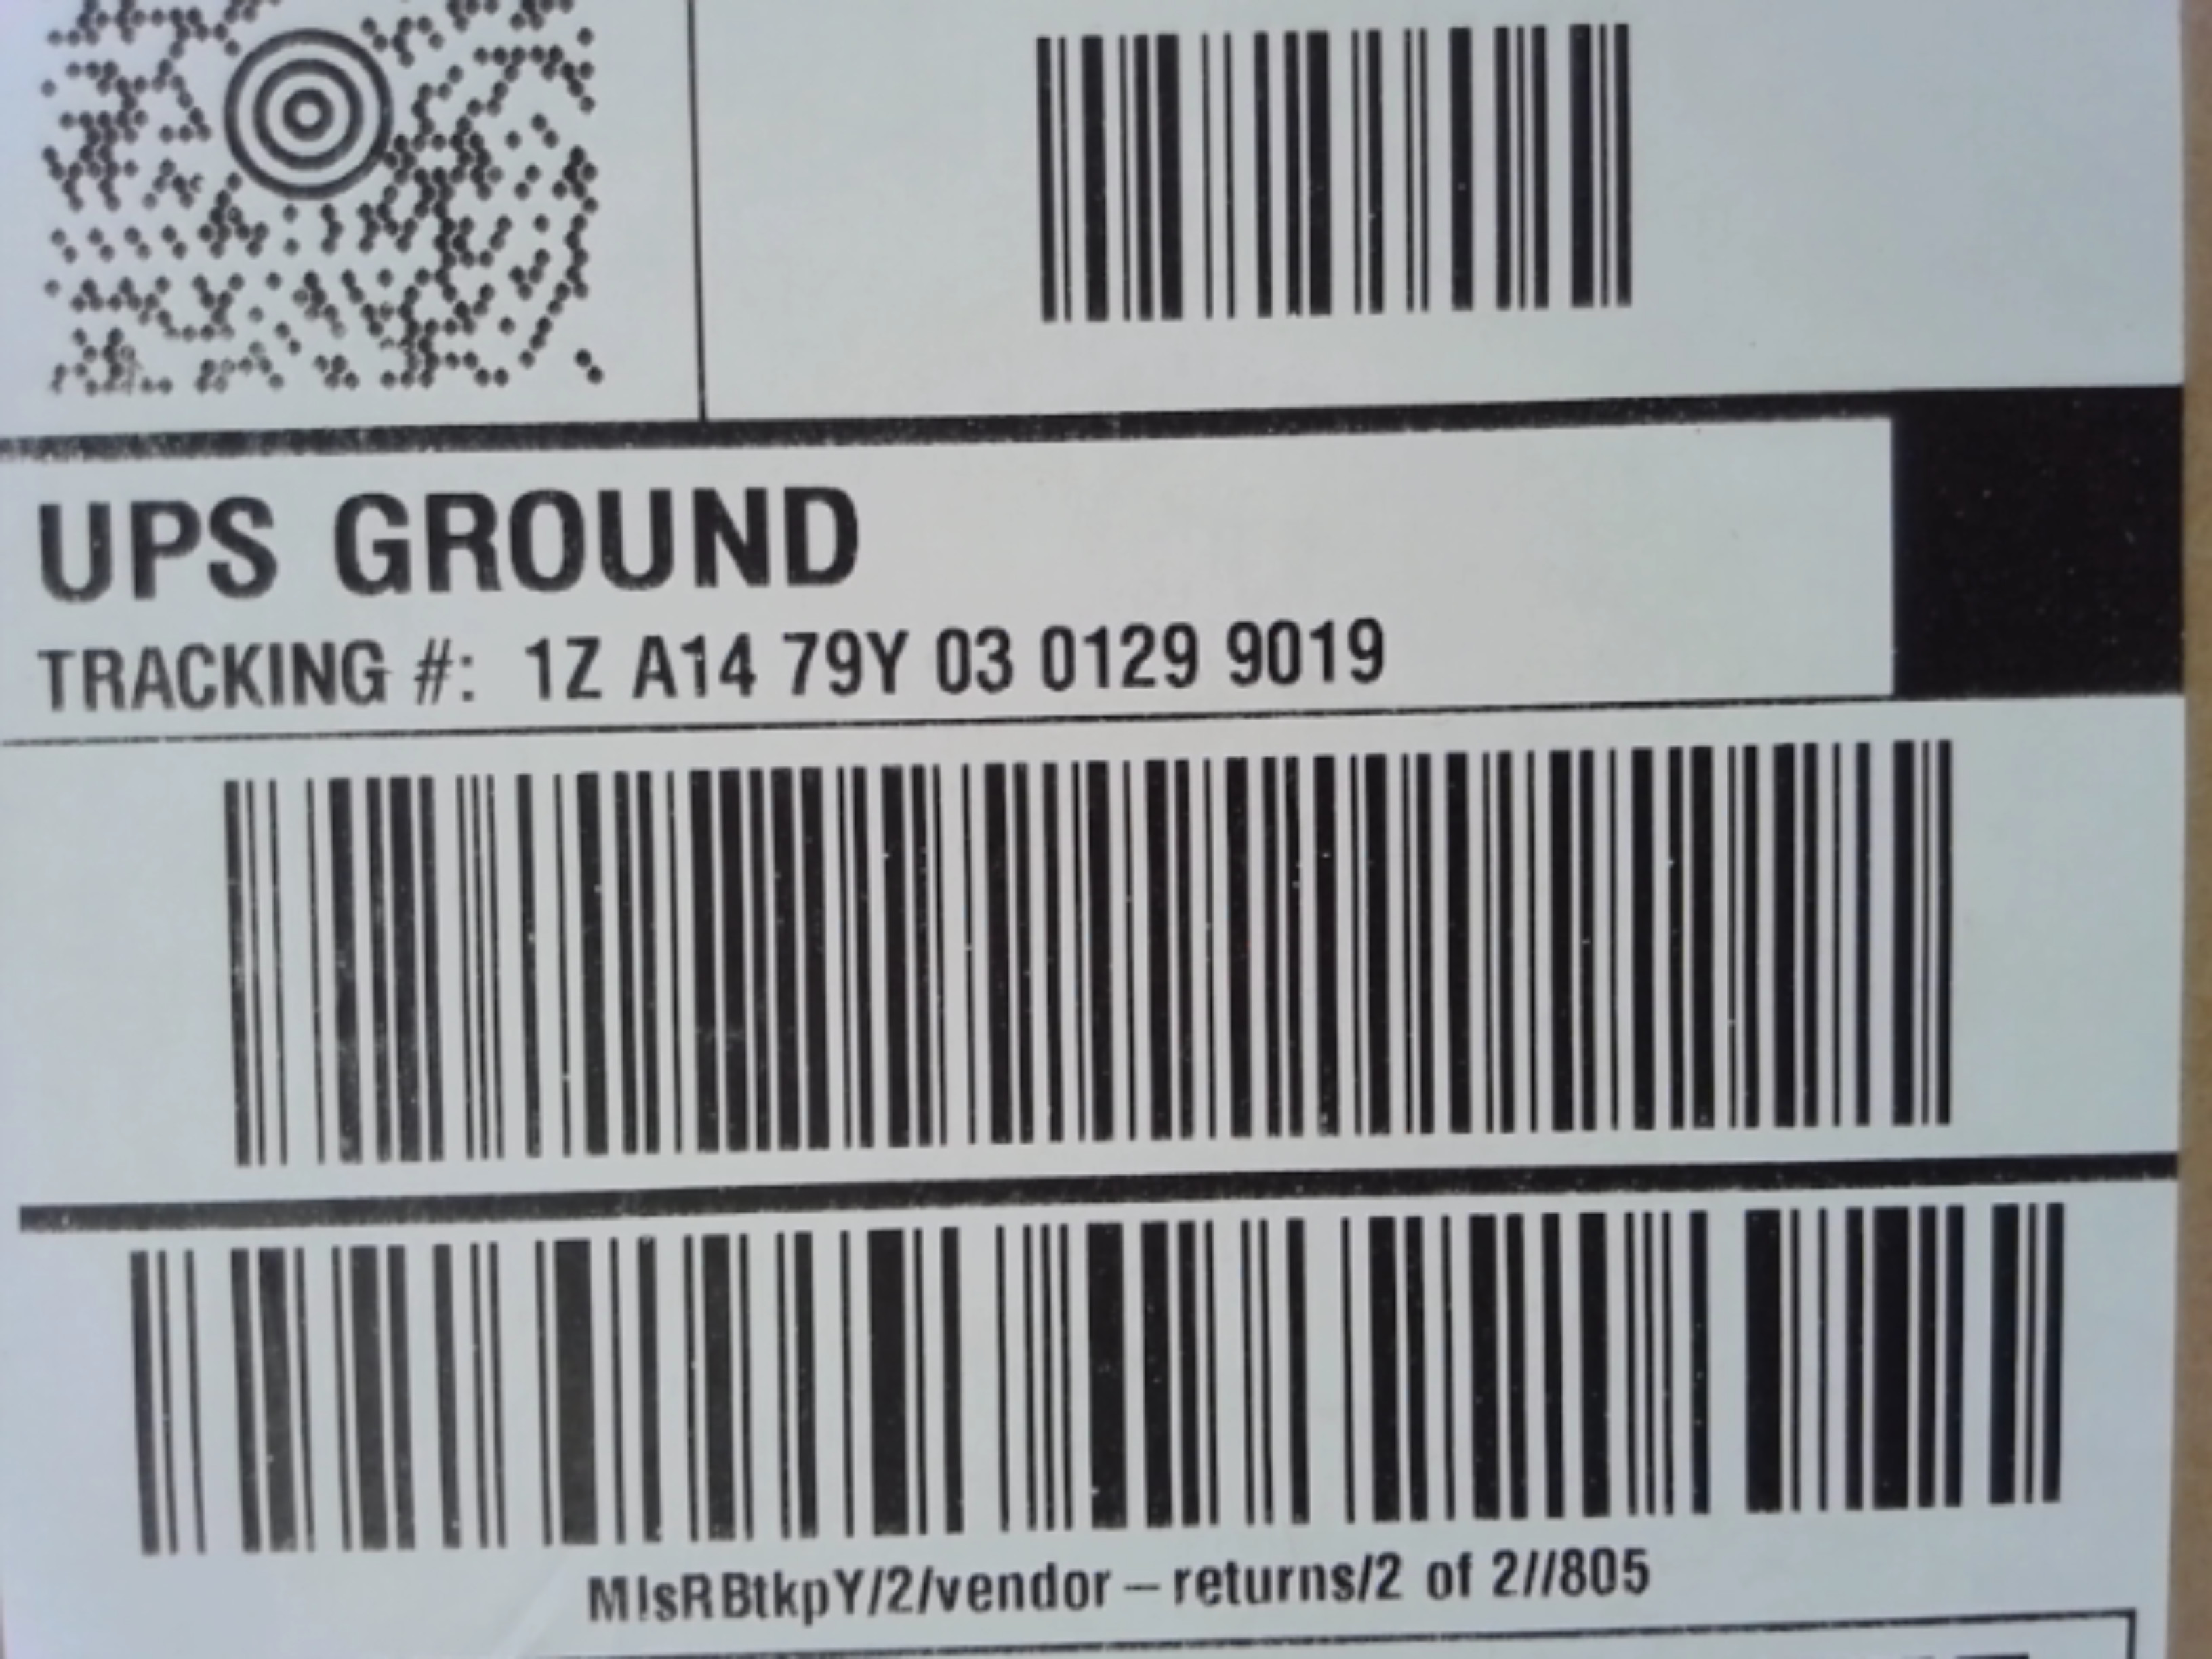 UPS GROUND
TRACKING #: 1Z A14 79Y 03 0129 9019
MIsRBtkpY/2/vendor – returns/2 of 2//805